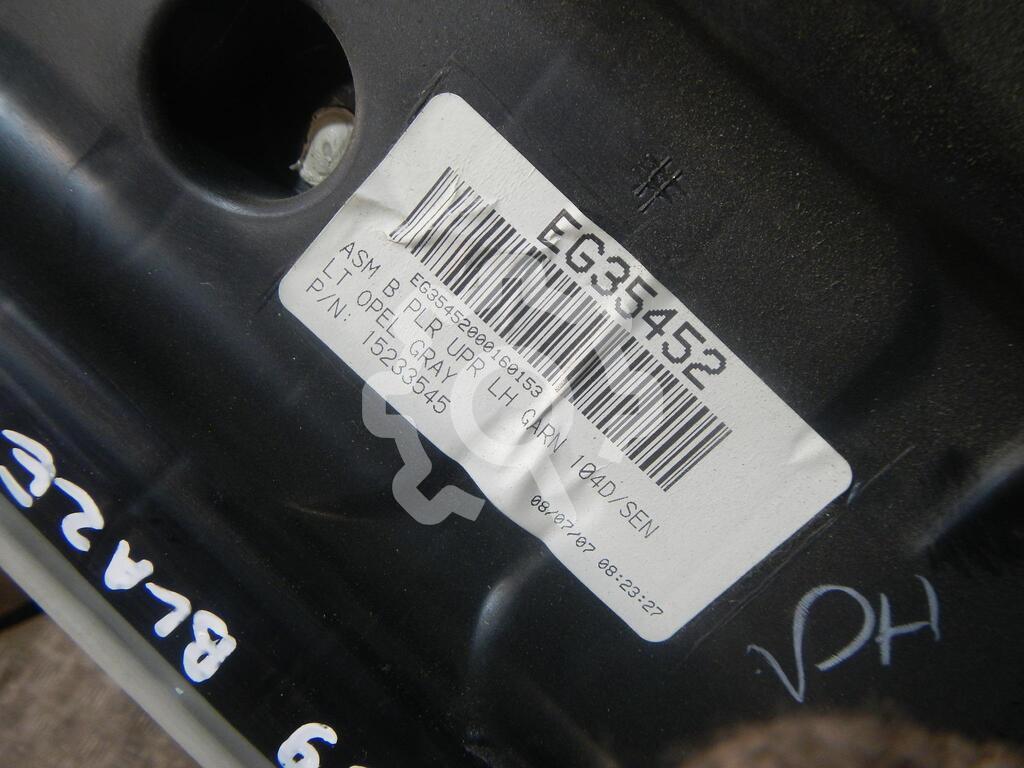 EG35452
EG35452000160153
ASM B PLR UPR LH GARN 104D/SEN
LT OPEL GRAY
P/N: 15233545
08/07/07 08:23:27
#
BLAZE